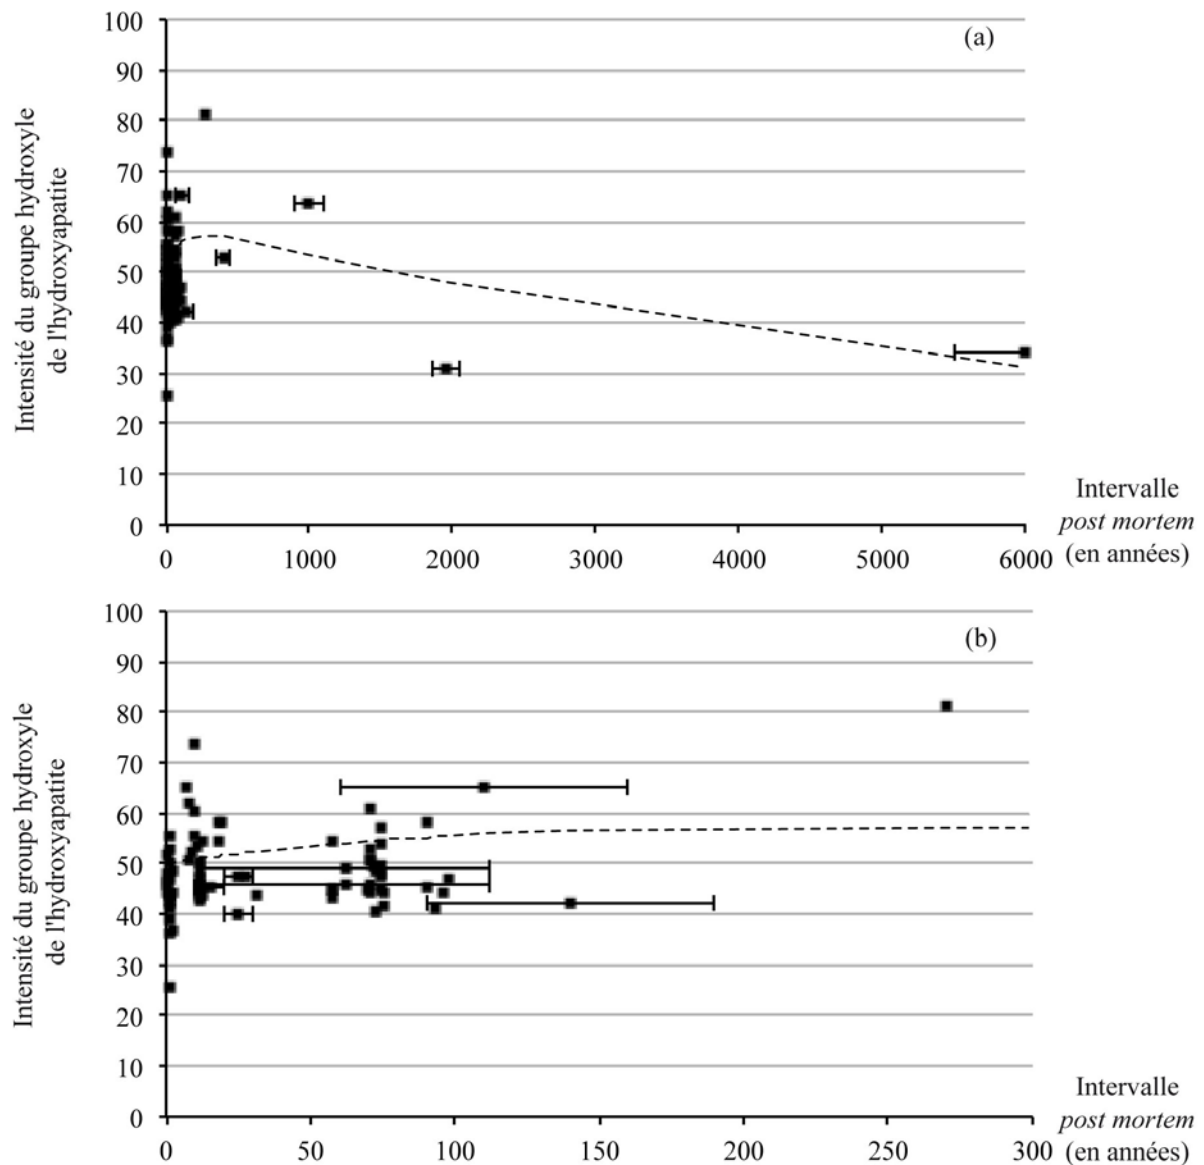 (a)
Intensité du groupe hydroxyle
de l'hydroxyapatite
100
90
80
70
60
50
40
30
20
10
0
0 1000 2000 3000 4000 5000 6000
Intervalle
post mortem
(en années)
(b)
Intensité du groupe hydroxyle
de l'hydroxyapatite
100
90
80
70
60
50
40
30
20
10
0
0 50 100 150 200 250 300
Intervalle
post mortem
(en années)